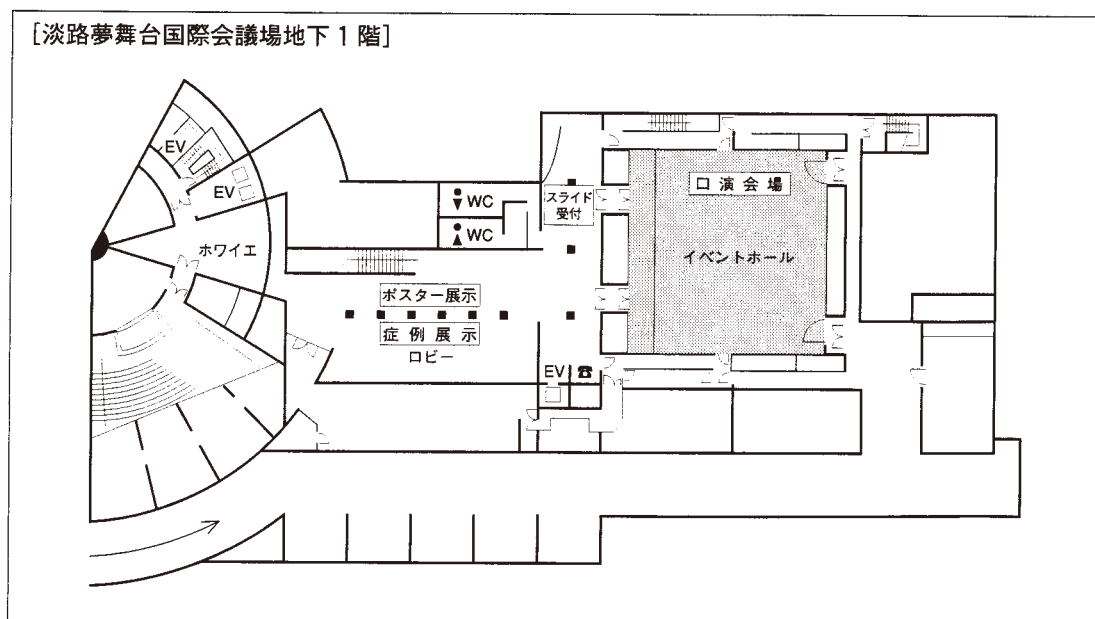 [淡路夢舞台国際会議場地下1階]
EV
EV
ホワイエ
WC
WC
スライド
受付
口演会場
イベントホール
ポスター展示
症例展示
ロビー
EV